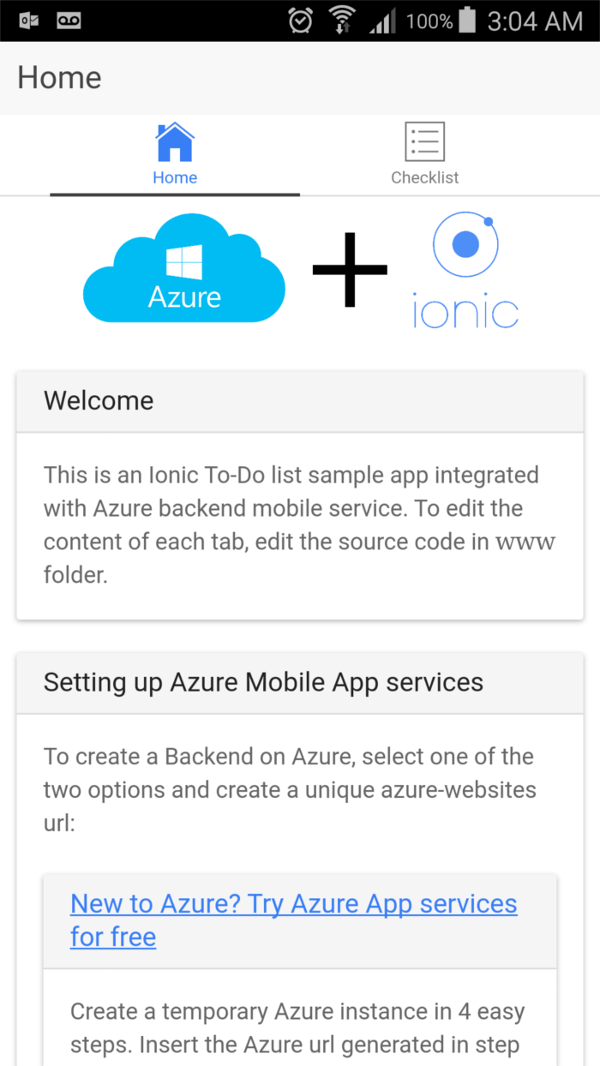 100% 3:04 AM
Home
Home
Checklist
Azure
ionic
Welcome
This is an Ionic To-Do list sample app integrated
with Azure backend mobile service. To edit the
content of each tab, edit the source code in www
folder.
Setting up Azure Mobile App services
To create a Backend on Azure, select one of the
two options and create a unique azure-websites
url:
New to Azure? Try Azure App services
for free
Create a temporary Azure instance in 4 easy
steps. Insert the Azure url generated in step